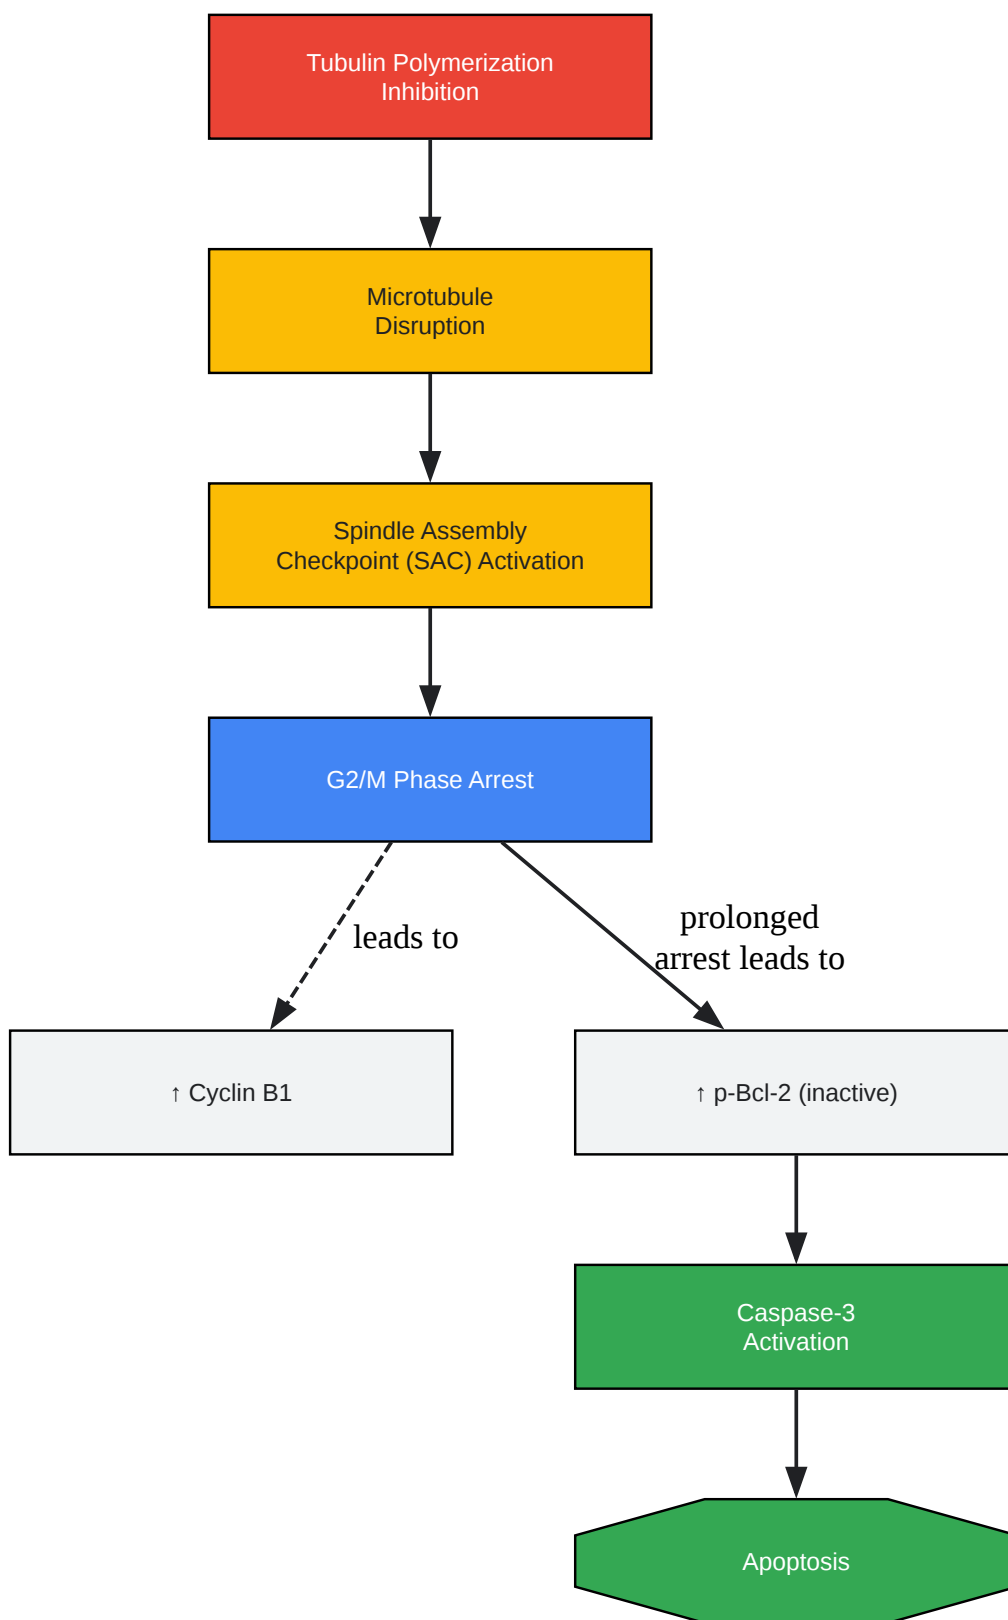 Tubulin Polymerization
Inhibition
Microtubule
Disruption
Spindle Assembly
Checkpoint (SAC) Activation
G2/M Phase Arrest
leads to
prolonged
arrest leads to
↑ Cyclin B1
↑ p-Bcl-2 (inactive)
Caspase-3
Activation
Apoptosis